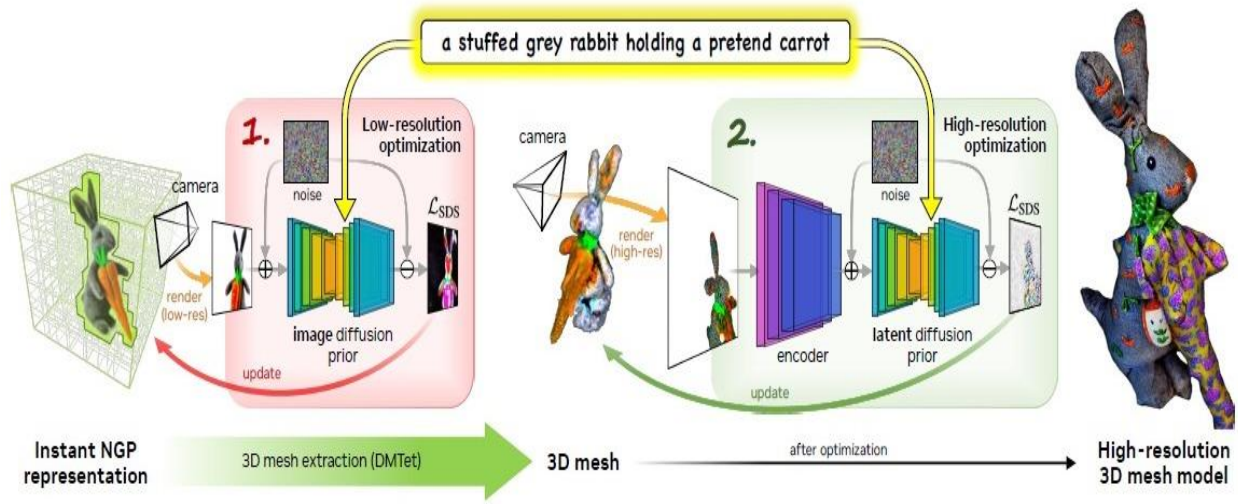 a stuffed grey rabbit holding a pretend carrot
1.
Low-resolution
optimization
camera
noise
ℒSDS
render
(low-res)
image diffusion
prior
update
camera
render
(high-res)
2.
High-resolution
optimization
noise
ℒSDS
encoder
latent diffusion
prior
update
Instant NGP
representation
3D mesh extraction (DMTet)
3D mesh
after optimization
High-resolution
3D mesh model